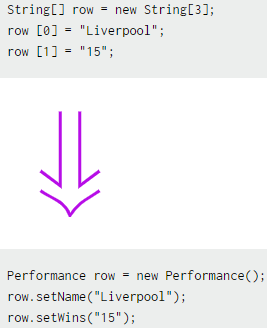 String[] row = new String[3];
row [0] = "Liverpool";
row [1] = "15";
Performance row = new Performance();
row.setName("Liverpool");
row.setWins("15");